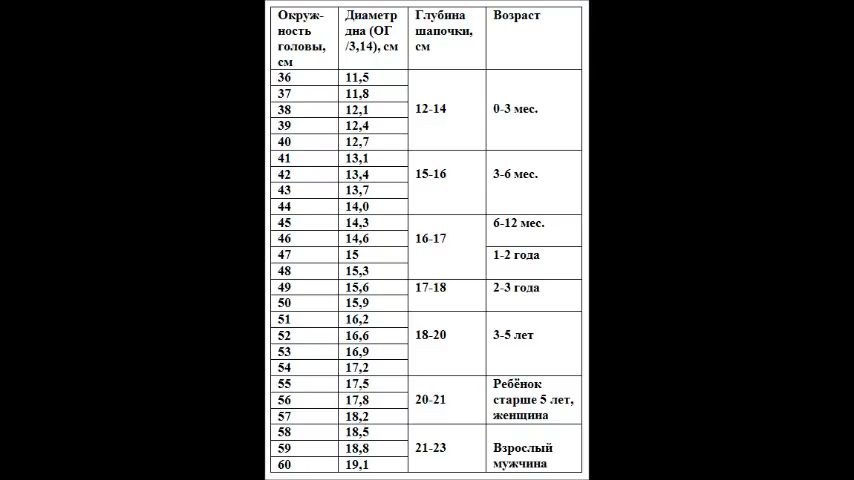 Окруж- Диаметр Глубина Возраст
ность дна (ОГ шапочки,
головы, /3,14), см см
см
36 11,5
37 11,8
38 12,1 12-14 0-3 мес.
39 12,4
40 12,7
41 13,1
42 13,4 15-16 3-6 мес.
43 13,7
44 14,0
45 14,3 6-12 мес.
46 14,6 16-17
47 15 1-2 года
48 15,3
49 15,6 17-18 2-3 года
50 15,9
51 16,2
52 16,6 18-20 3-5 лет
53 16,9
54 17,2
55 17,5 Ребёнок
56 17,8 20-21 старше 5 лет,
57 18,2 женщина
58 18,5
59 18,8 21-23 Взрослый
60 19,1 мужчина